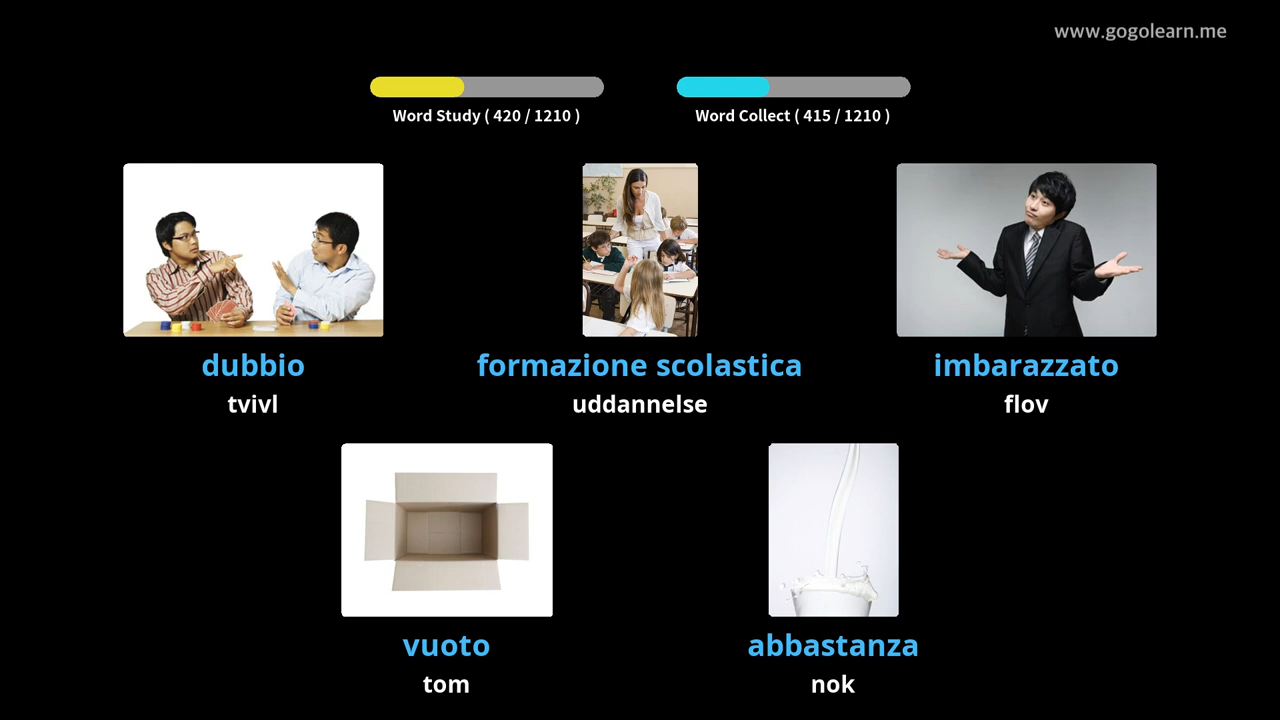 www.gogolearn.me
Word Study ( 420 / 1210 )
Word Collect ( 415 / 1210 )
dubbio
tvivl
formazione scolastica
uddannelse
imbarazzato
flov
vuoto
tom
abbastanza
nok